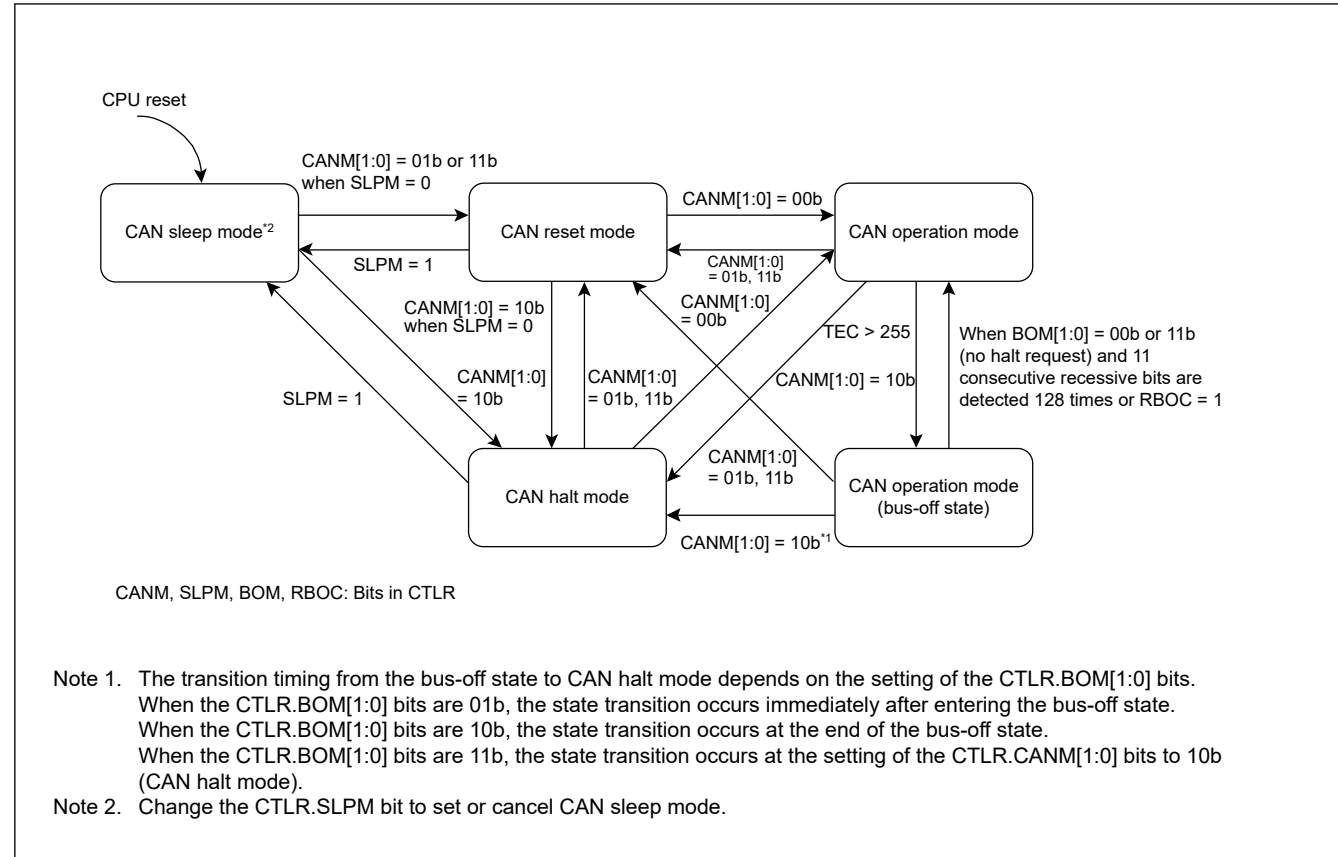 CPU reset
CANM[1:0] = 01b or 11b
when SLPM = 0
CAN sleep mode*2
CAN reset mode
CANM[1:0] = 00b
CAN operation mode
SLPM = 1
CANM[1:0]
= 01b, 11b
CANM[1:0] = 10b
when SLPM = 0
CANM[1:0]
= 00b
TEC > 255
When BOM[1:0] = 00b or 11b
(no halt request) and 11
consecutive recessive bits are
detected 128 times or RBOC = 1
SLPM = 1
CANM[1:0]
= 10b
CANM[1:0]
= 01b, 11b
CANM[1:0] = 10b
CANM[1:0]
= 01b, 11b
CAN halt mode
CAN operation mode
(bus-off state)
CANM[1:0] = 10b*1
CANM, SLPM, BOM, RBOC: Bits in CTLR
Note 1. The transition timing from the bus-off state to CAN halt mode depends on the setting of the CTLR.BOM[1:0] bits.
When the CTLR.BOM[1:0] bits are 01b, the state transition occurs immediately after entering the bus-off state.
When the CTLR.BOM[1:0] bits are 10b, the state transition occurs at the end of the bus-off state.
When the CTLR.BOM[1:0] bits are 11b, the state transition occurs at the setting of the CTLR.CANM[1:0] bits to 10b
(CAN halt mode).
Note 2. Change the CTLR.SLPM bit to set or cancel CAN sleep mode.